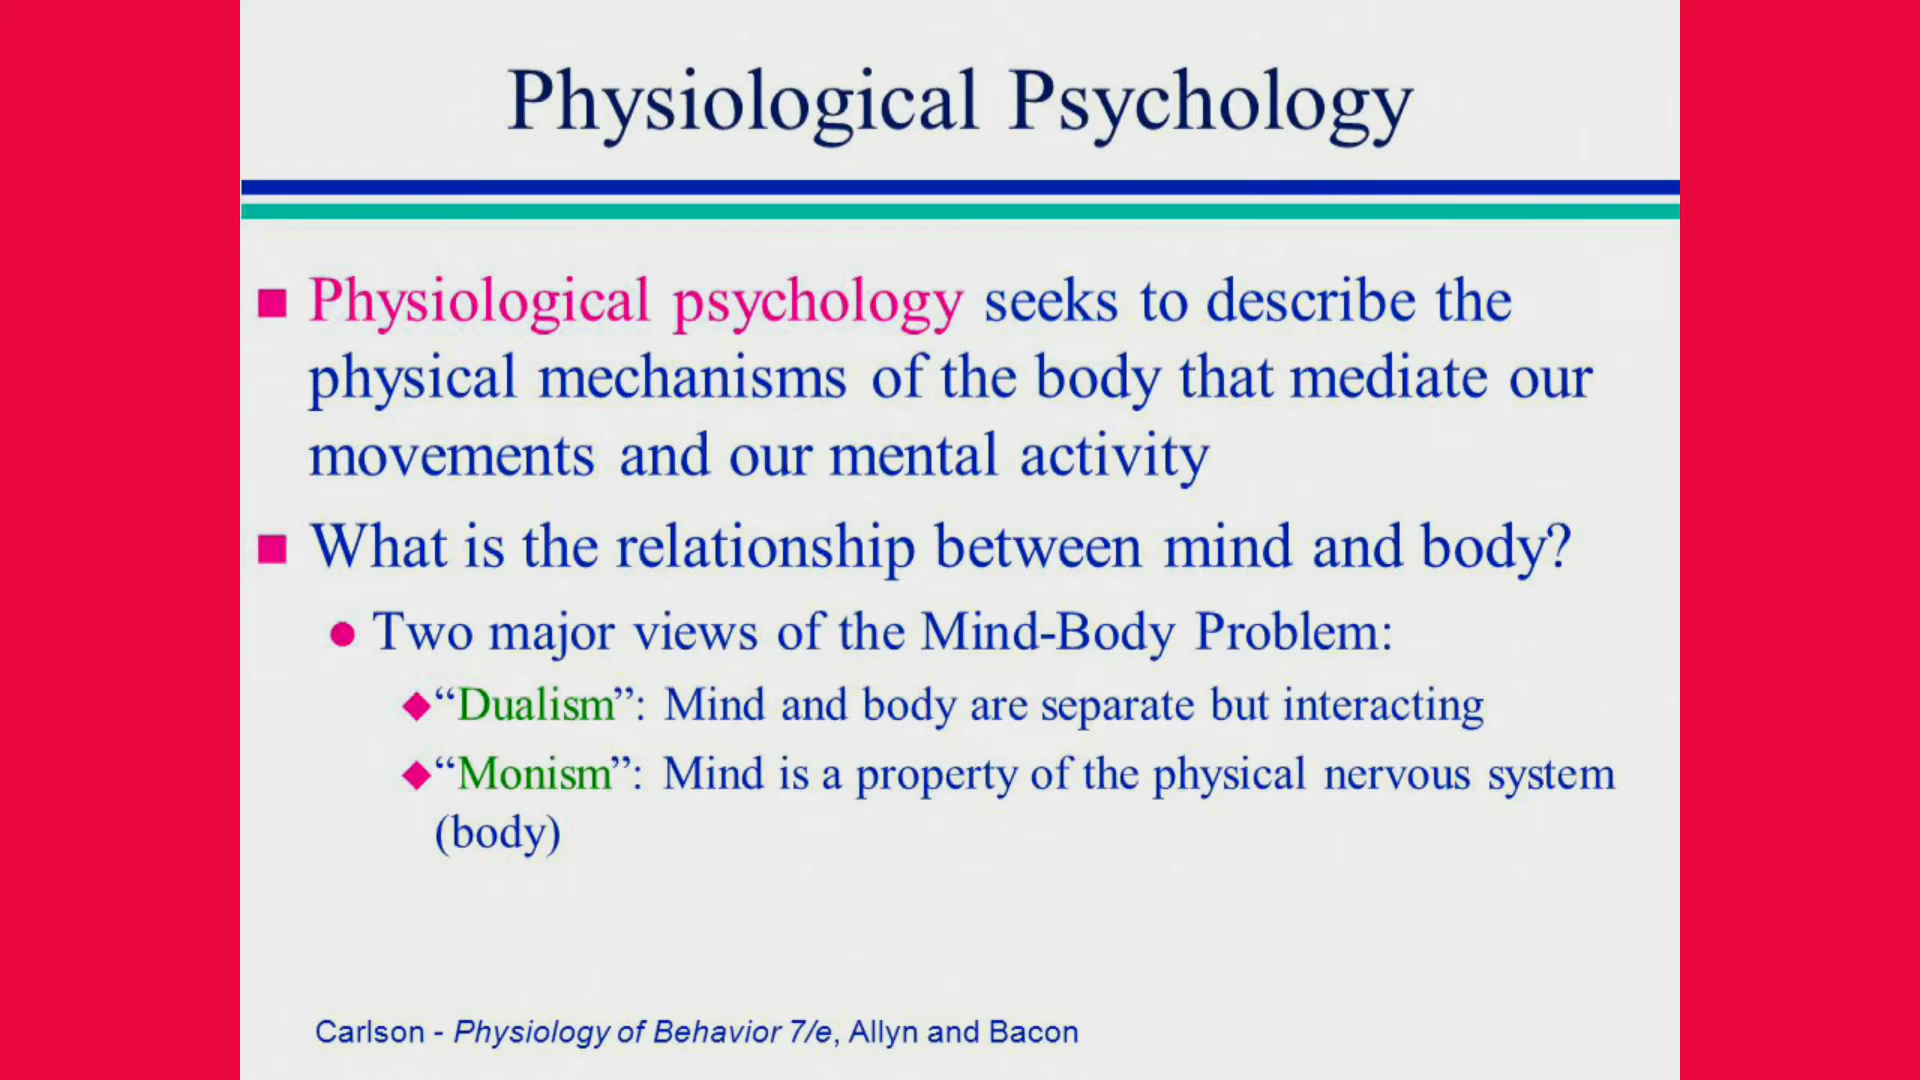 Physiological Psychology
Physiological psychology seeks to describe the
physical mechanisms of the body that mediate our
movements and our mental activity
What is the relationship between mind and body?
Two major views of the Mind-Body Problem:
“Dualism”: Mind and body are separate but interacting
“Monism”: Mind is a property of the physical nervous system
(body)
Carlson - Physiology of Behavior 7/e, Allyn and Bacon